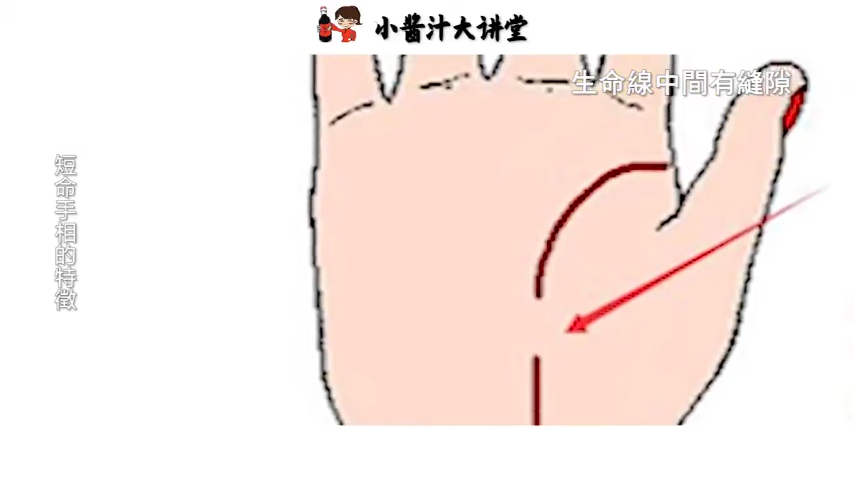 小酱汁大讲堂
生命線中間有縫隙
短命手相的特徵